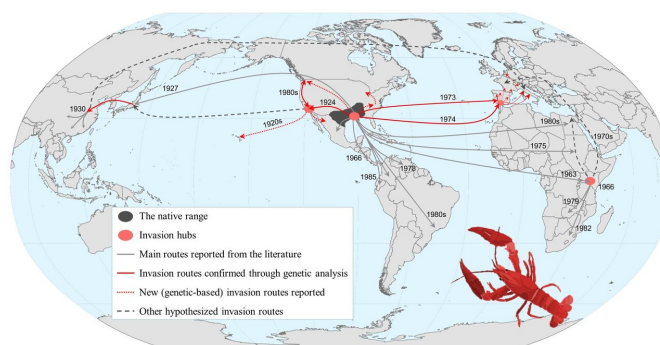 1927
1930
1980s
1924
1973
1974
1920s
1980s
1970s
1975
1966
1978
1963
1985
1966
1979
1980s
1982
The native range
Invasion hubs
Main routes reported from the literature
Invasion routes confirmed through genetic analysis
New (genetic-based) invasion routes reported
Other hypothesized invasion routes